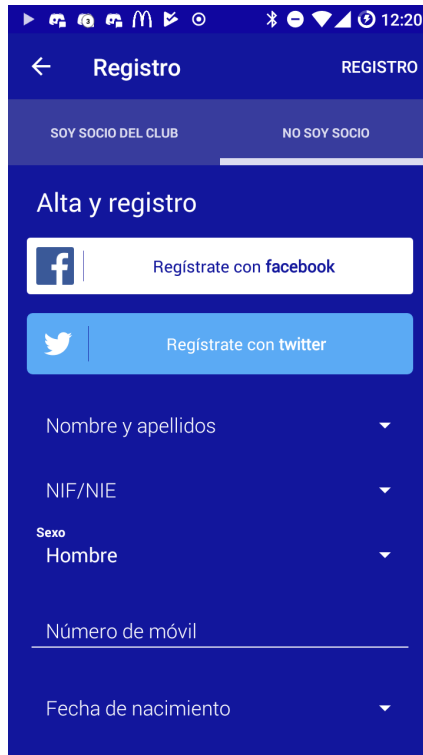 12:20
Registro
REGISTRO
SOY SOCIO DEL CLUB
NO SOY SOCIO
Alta y registro
Regístrate con facebook
Regístrate con twitter
Nombre y apellidos
NIF/NIE
Sexo
Hombre
Número de móvil
Fecha de nacimiento